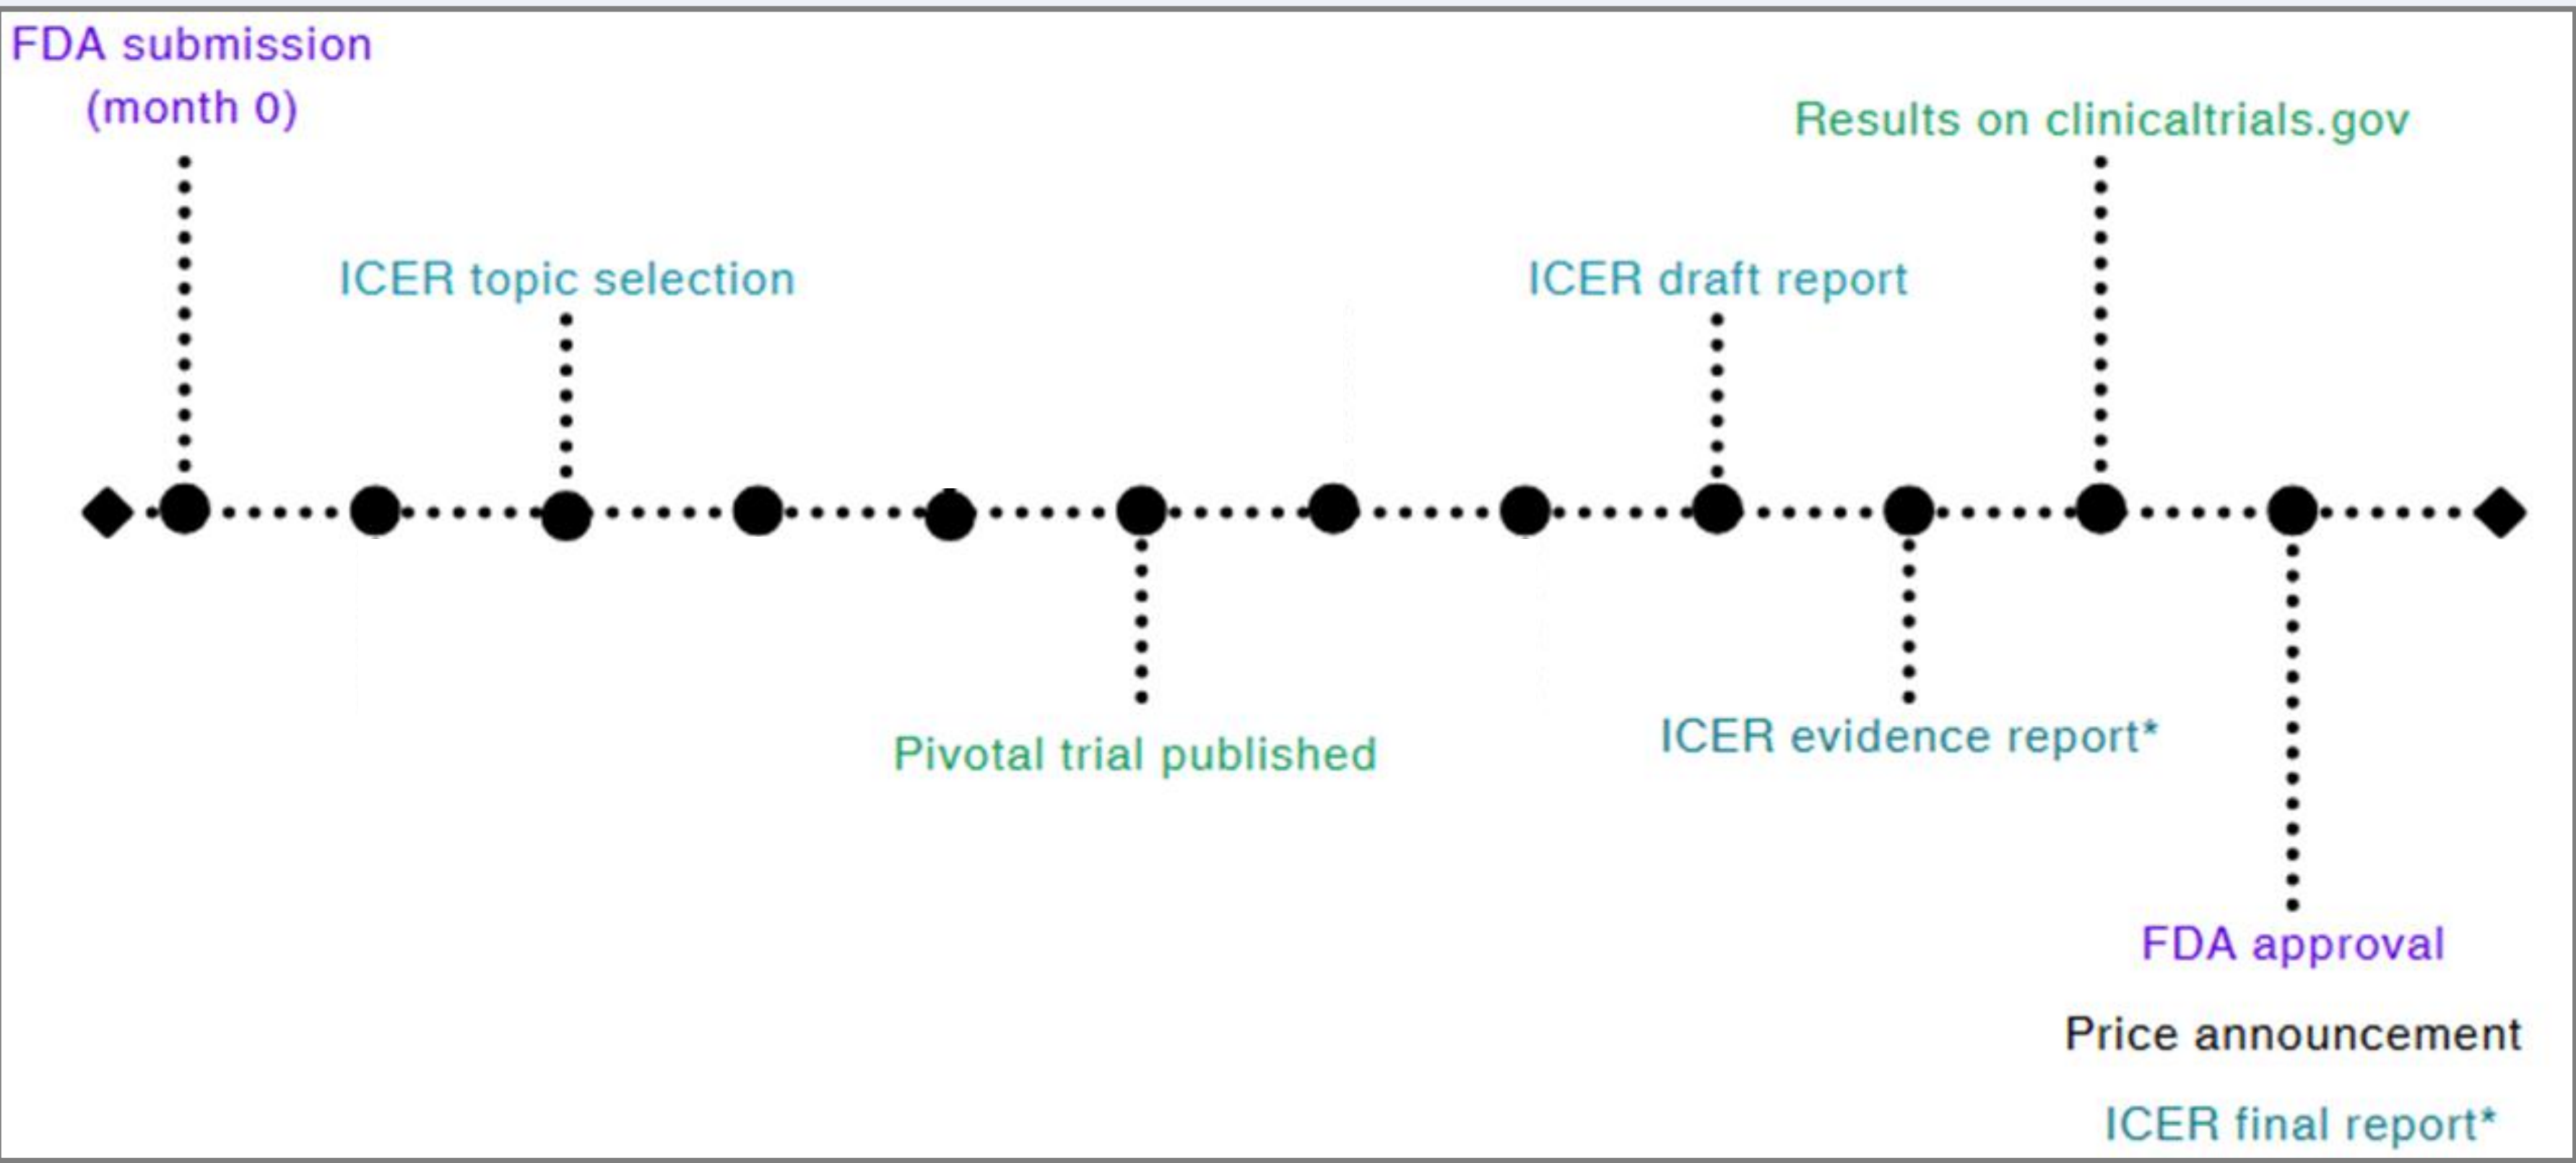 FDA submission
(month 0)
Results on clinicaltrials.gov
ICER topic selection
ICER draft report
Pivotal trial published
ICER evidence report*
FDA approval
Price announcement
ICER final report*